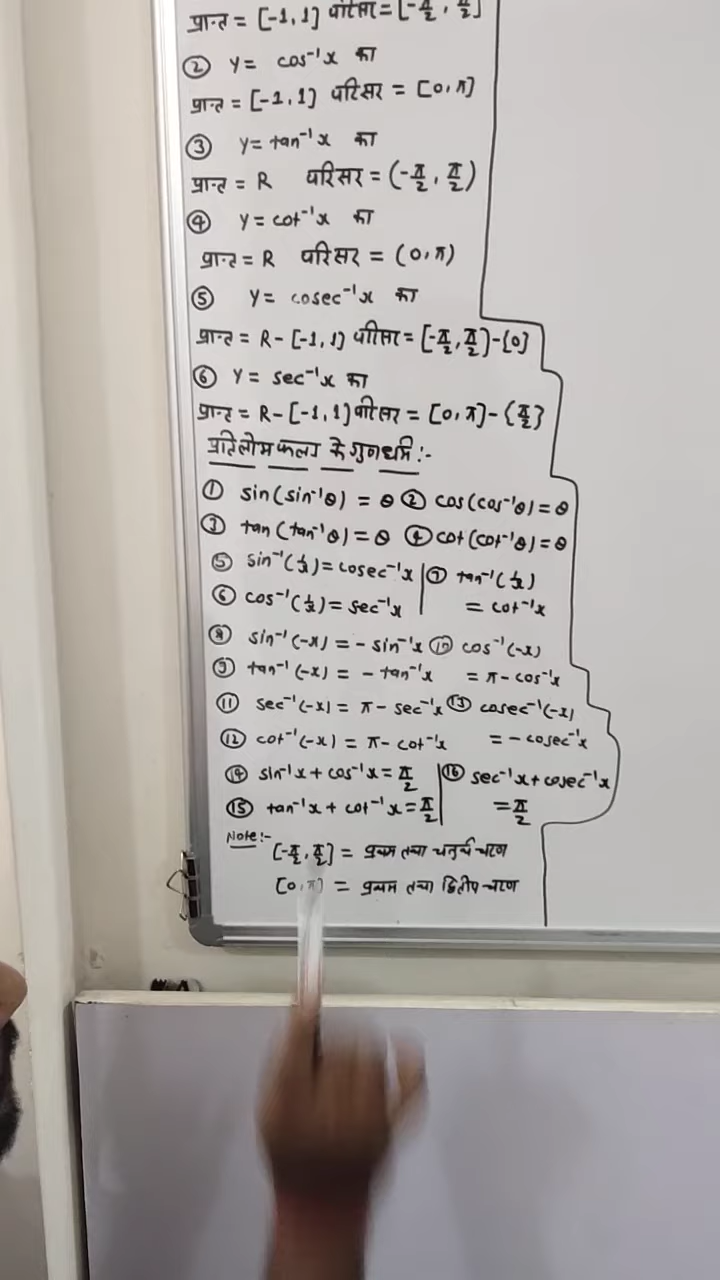 प्रान्त = [-1, 1] परिसर = [-π/2, π/2]
② y = cos⁻¹x का
प्रान्त = [-1, 1] परिसर = [0, π]
③ y = tan⁻¹x का
प्रान्त = R परिसर = (-π/2, π/2)
④ y = cot⁻¹x का
प्रान्त = R परिसर = (0, π)
⑤ y = cosec⁻¹x का
प्रान्त = R - [-1, 1] परिसर = [-π/2, π/2] - {0}
⑥ y = sec⁻¹x का
प्रान्त = R - [-1, 1] परिसर = [0, π] - {π/2}
प्रतिलोम फलन के गुणधर्म :-
① sin(sin⁻¹θ) = θ ② cos(cos⁻¹θ) = θ
③ tan(tan⁻¹θ) = θ ④ cot(cot⁻¹θ) = θ
⑤ sin⁻¹(1/x) = cosec⁻¹x ⑦ tan⁻¹(1/x)
⑥ cos⁻¹(1/x) = sec⁻¹x = cot⁻¹x
⑧ sin⁻¹(-x) = - sin⁻¹x ⑩ cos⁻¹(-x)
⑨ tan⁻¹(-x) = - tan⁻¹x = π - cos⁻¹x
⑪ sec⁻¹(-x) = π - sec⁻¹x ⑬ cosec⁻¹(-x)
⑫ cot⁻¹(-x) = π - cot⁻¹x = - cosec⁻¹x
⑭ sin⁻¹x + cos⁻¹x = π/2 ⑯ sec⁻¹x + cosec⁻¹x
⑮ tan⁻¹x + cot⁻¹x = π/2 = π/2
Note:-
[-π/2, π/2] = प्रथम तथा चतुर्थ चरण
[0, π] = प्रथम तथा द्वितीय चरण